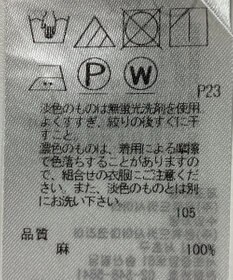 P
W
P23
淡色のものは無蛍光洗剤を使用
よくすすぎ、絞りの後すぐに干
すこと。
濃色のものは、着用による摩擦
で色落ちすることがありますの
で、組合せの衣服にご注意くださ
い。また、淡色のものとは別
にお洗い下さい。
105
品質
麻 100%